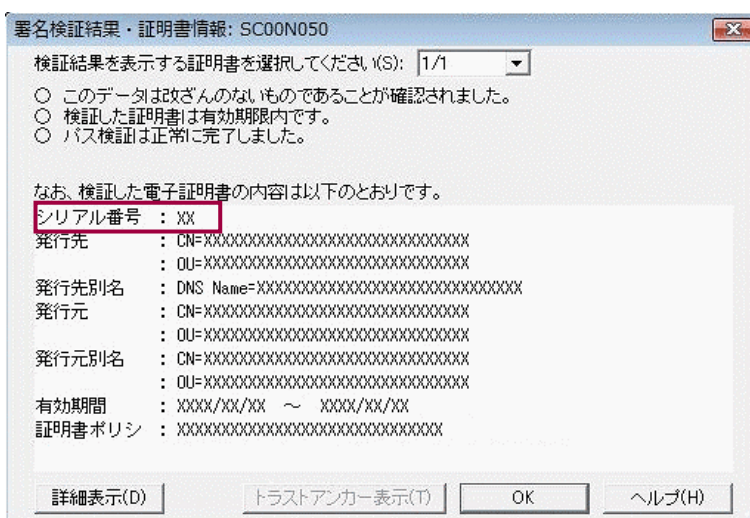 署名検証結果・証明書情報: SC00N050
検証結果を表示する証明書を選択してください(S): 1/1
○ このデータは改ざんのないものであることが確認されました。
○ 検証した証明書は有効期限内です。
○ パス検証は正常に完了しました。
なお、検証した電子証明書の内容は以下のとおりです。
シリアル番号 : XX
発行先 : CN=XXXXXXXXXXXXXXXXXXXXXXXXXXXXXX
: OU=XXXXXXXXXXXXXXXXXXXXXXXXXXXXXX
発行先別名 : DNS Name=XXXXXXXXXXXXXXXXXXXXXXXXXXXXXX
発行元 : CN=XXXXXXXXXXXXXXXXXXXXXXXXXXXXXX
: OU=XXXXXXXXXXXXXXXXXXXXXXXXXXXXXX
発行元別名 : CN=XXXXXXXXXXXXXXXXXXXXXXXXXXXXXX
: OU=XXXXXXXXXXXXXXXXXXXXXXXXXXXXXX
有効期間 : XXXX/XX/XX ～ XXXX/XX/XX
証明書ポリシ : XXXXXXXXXXXXXXXXXXXXXXXXXXXXXX
詳細表示(D) トラストアンカー表示(T) OK ヘルプ(H)